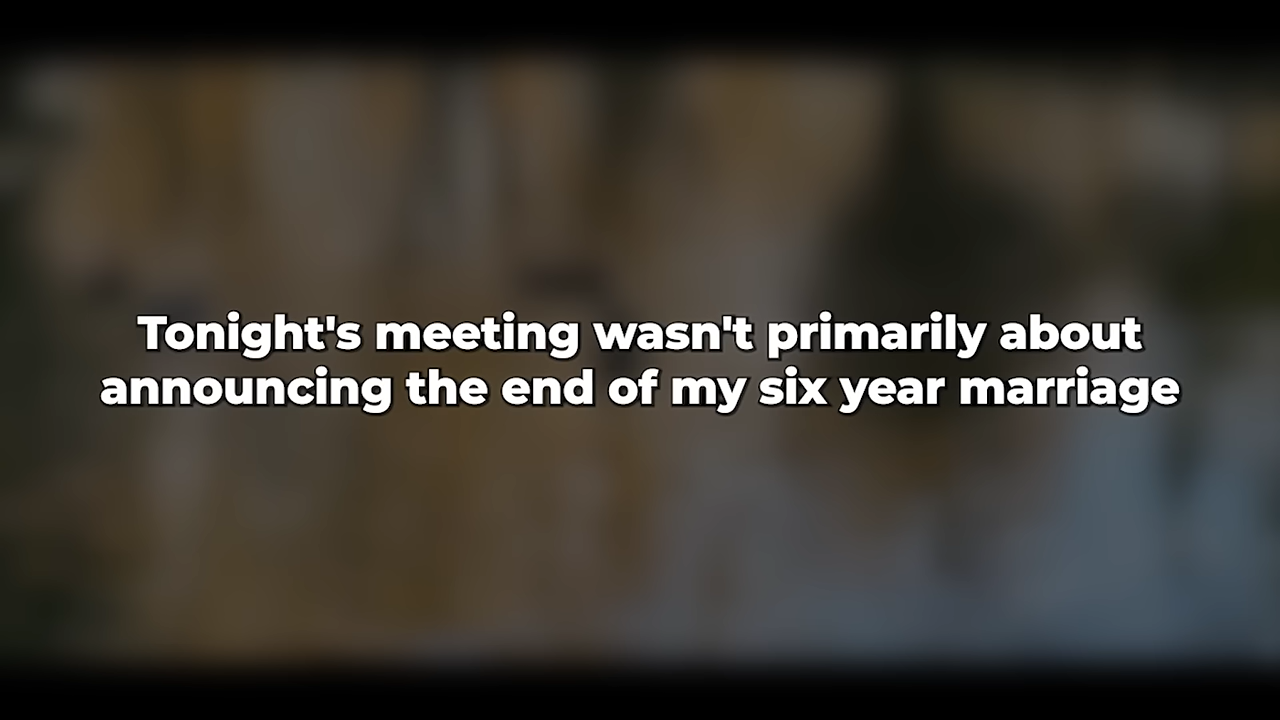 Tonight's meeting wasn't primarily about
announcing the end of my six year marriage